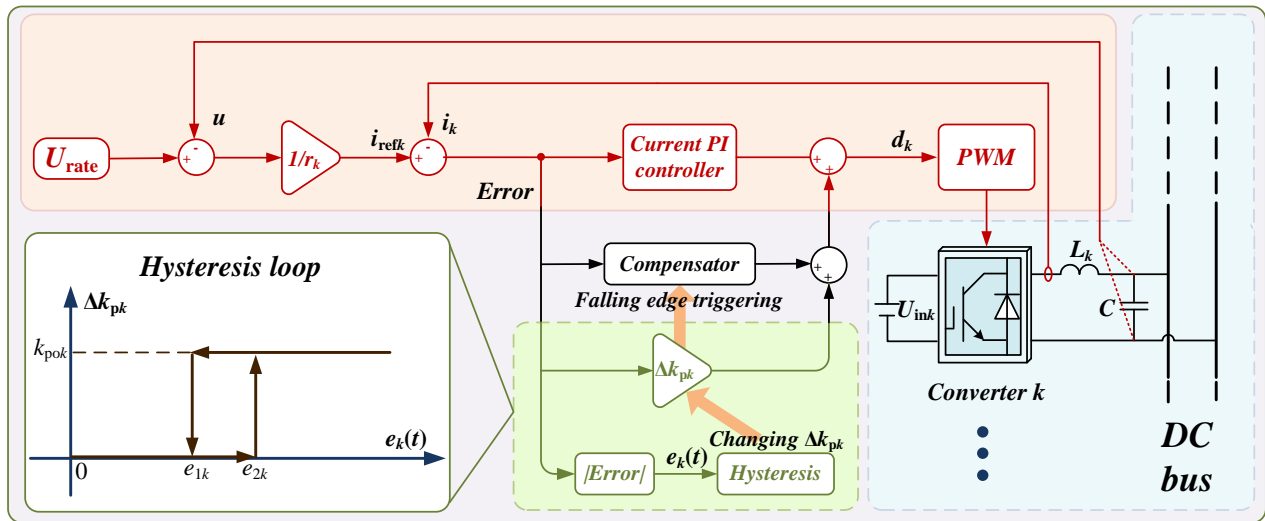 u
i_k
U_rate
+
-
1/r_k
i_refk
+
-
Current PI
controller
+
+
d_k
PWM
Error
Hysteresis loop
Δk_pk
k_pok
0
e_1k
e_2k
e_k(t)
Compensator
+
+
Falling edge triggering
Δk_pk
Changing Δk_pk
|Error|
e_k(t)
Hysteresis
L_k
C
U_ink
Converter k
DC
bus